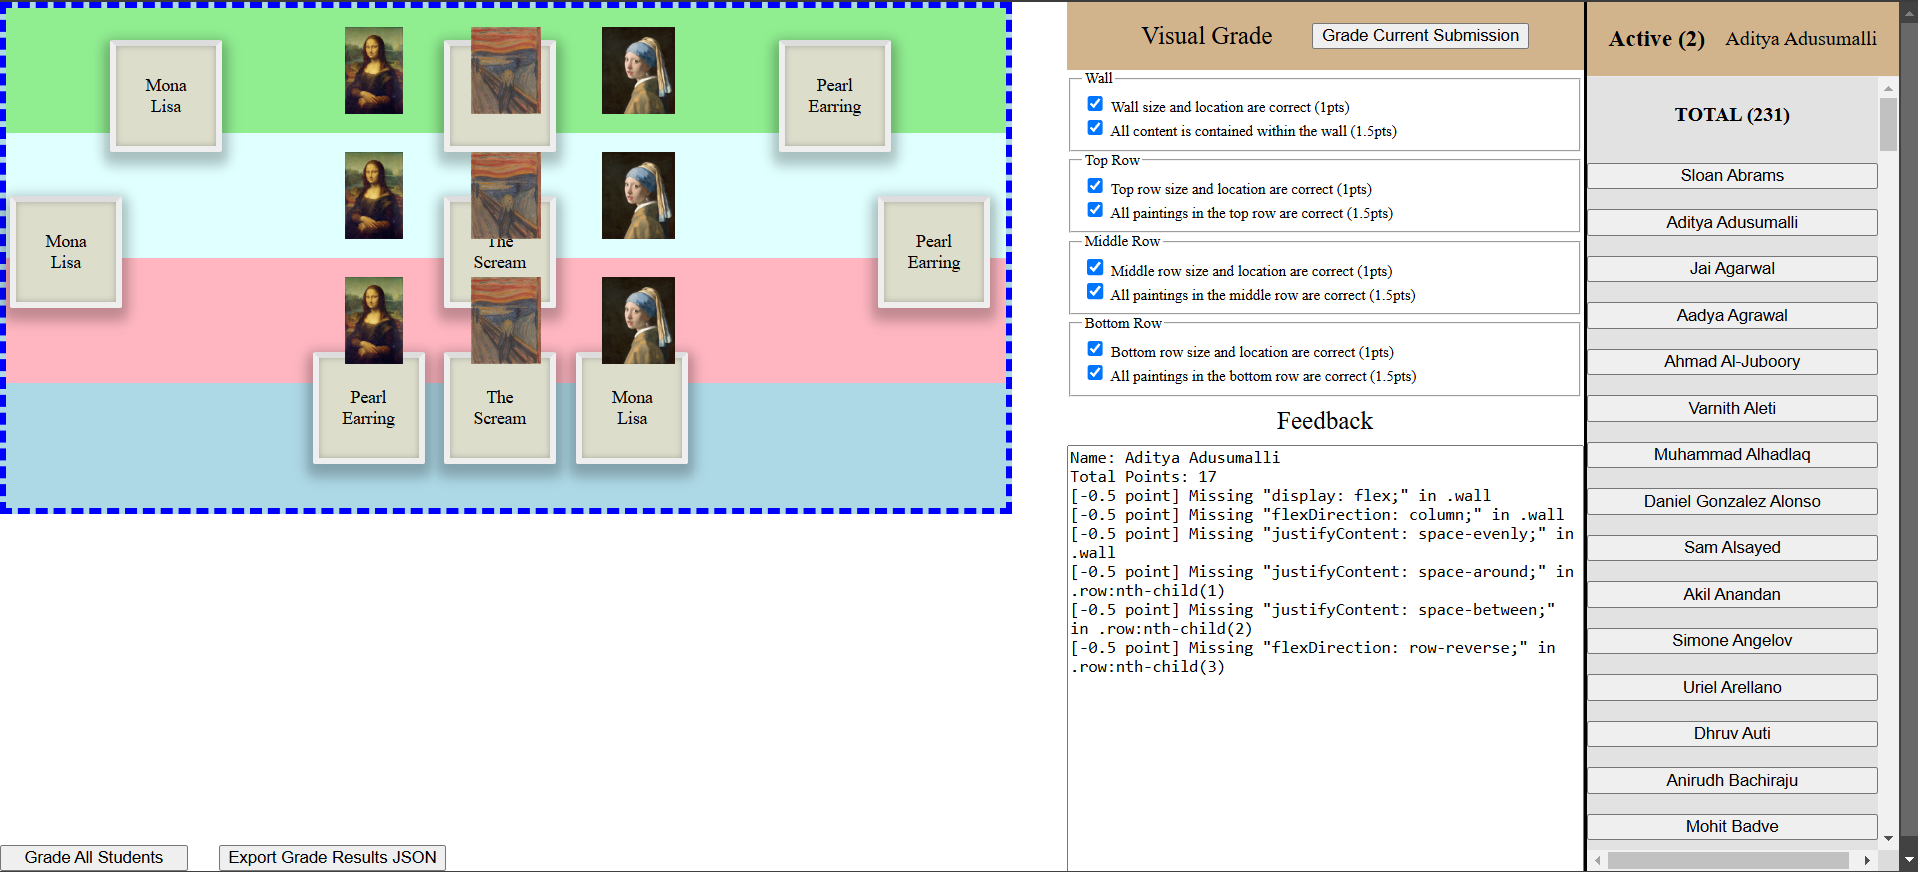 Mona
Lisa
Pearl
Earring
Mona
Lisa
The
Scream
Pearl
Earring
Pearl
Earring
The
Scream
Mona
Lisa
Grade All Students
Export Grade Results JSON
Visual Grade
Grade Current Submission
Wall
Wall size and location are correct (1pts)
All content is contained within the wall (1.5pts)
Top Row
Top row size and location are correct (1pts)
All paintings in the top row are correct (1.5pts)
Middle Row
Middle row size and location are correct (1pts)
All paintings in the middle row are correct (1.5pts)
Bottom Row
Bottom row size and location are correct (1pts)
All paintings in the bottom row are correct (1.5pts)
Feedback
Name: Aditya Adusumalli
Total Points: 17
[-0.5 point] Missing "display: flex;" in .wall
[-0.5 point] Missing "flexDirection: column;" in .wall
[-0.5 point] Missing "justifyContent: space-evenly;" in
.wall
[-0.5 point] Missing "justifyContent: space-around;" in
.row:nth-child(1)
[-0.5 point] Missing "justifyContent: space-between;"
in .row:nth-child(2)
[-0.5 point] Missing "flexDirection: row-reverse;" in
.row:nth-child(3)
Active (2) Aditya Adusumalli
TOTAL (231)
Sloan Abrams
Aditya Adusumalli
Jai Agarwal
Aadya Agrawal
Ahmad Al-Juboory
Varnith Aleti
Muhammad Alhadlaq
Daniel Gonzalez Alonso
Sam Alsayed
Akil Anandan
Simone Angelov
Uriel Arellano
Dhruv Auti
Anirudh Bachiraju
Mohit Badve